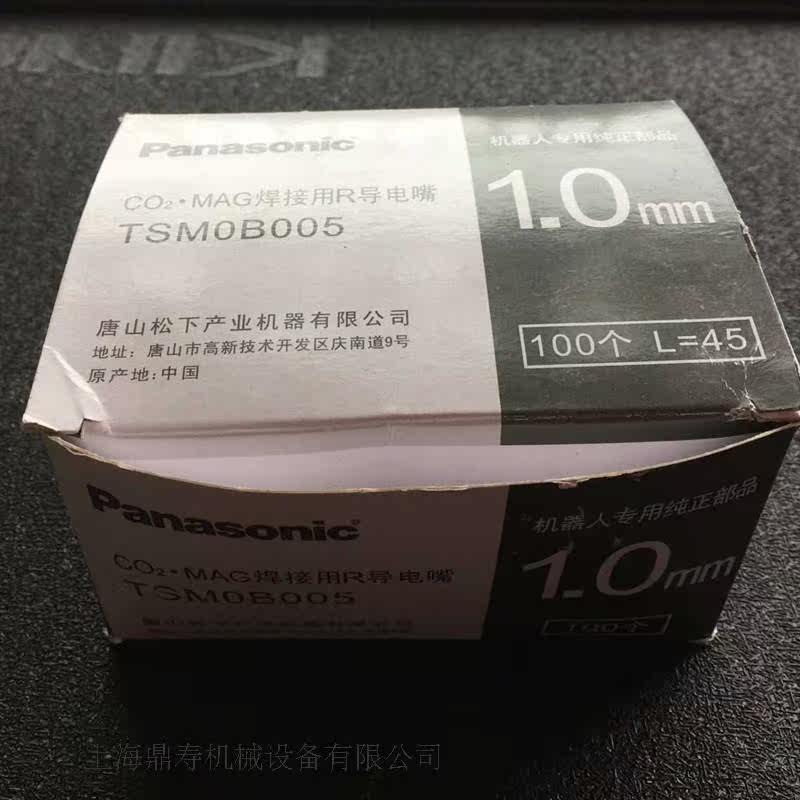 Panasonic
机器人专用纯正部品
CO₂·MAG焊接用R导电嘴
1.0mm
TSM0B005
唐山松下产业机器有限公司
100个 L=45
地址: 唐山市高新技术开发区庆南道9号
原产地:中国
Panasonic
机器人专用纯正部品
CO₂·MAG焊接用R导电嘴
1.0mm
TSM0B005
100个
上海鼎寿机械设备有限公司